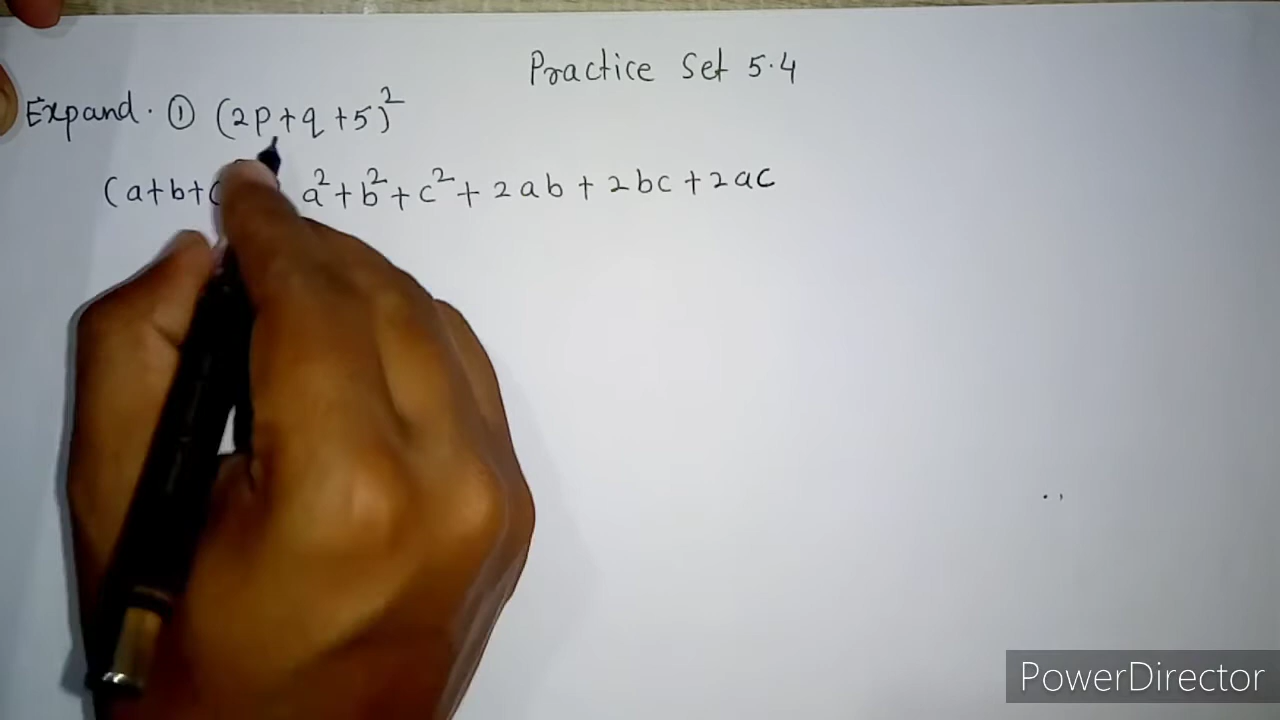 Practice Set 5.4
Expand. ① (2p+q+5)²
(a+b+c a²+b²+c²+2ab+2bc+2ac
PowerDirector